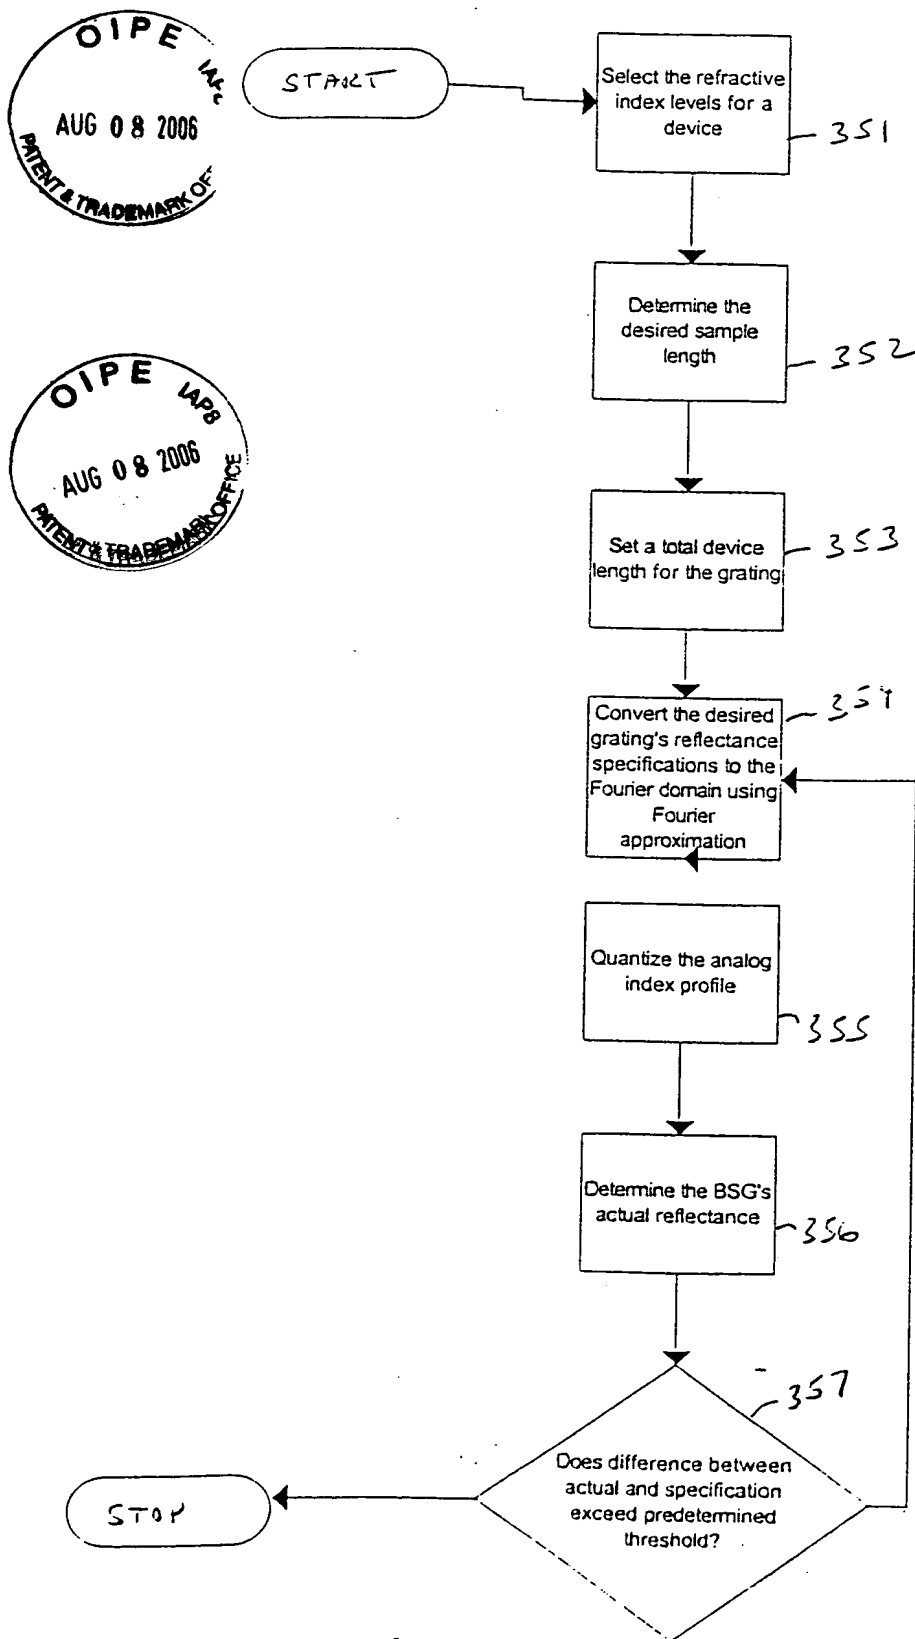 OIPE
IAP
AUG 08 2006
PATENT & TRADEMARK OF
START
Select the refractive
index levels for a
device
351
Determine the
desired sample
length
352
OIPE
IAP8
AUG 08 2006
PATENT & TRADEMARK OFFICE
Set a total device
length for the grating
353
Convert the desired
grating's reflectance
specifications to the
Fourier domain using
Fourier
approximation
354
Quantize the analog
index profile
355
Determine the BSG's
actual reflectance
356
357
Does difference between
actual and specification
exceed predetermined
threshold?
STOP